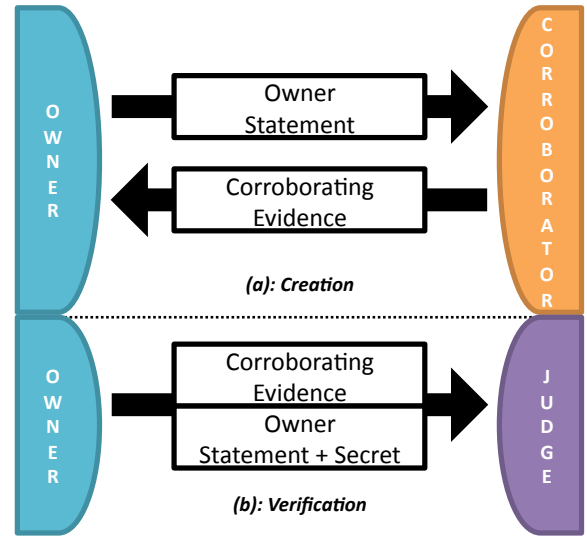 OWNER
Owner
Statement
CORROBORATOR
Corroborating
Evidence
(a): Creation
OWNER
Corroborating
Evidence
Owner
Statement + Secret
JUDGE
(b): Verification